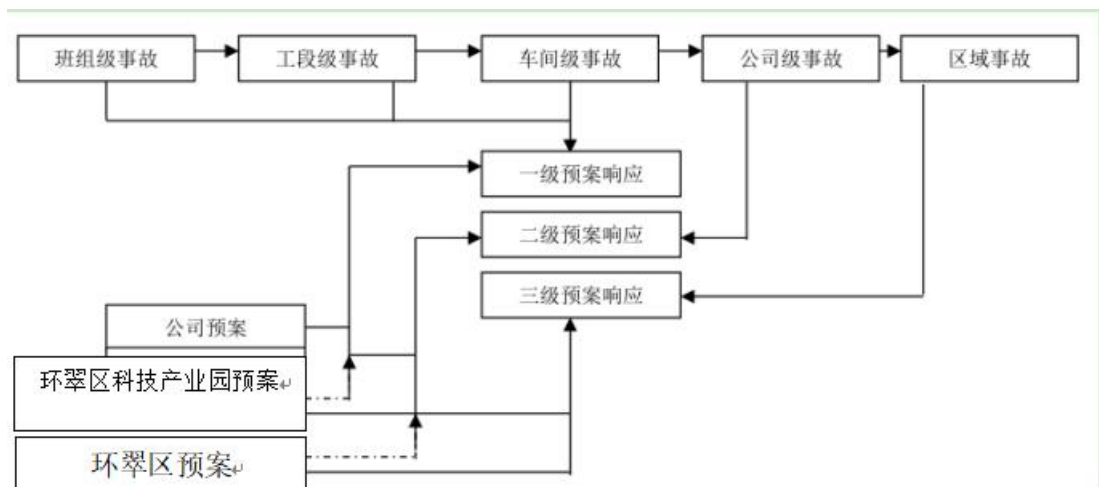 班组级事故
工段级事故
车间级事故
公司级事故
区域事故
一级预案响应
二级预案响应
三级预案响应
公司预案
环翠区科技产业园预案
环翠区预案